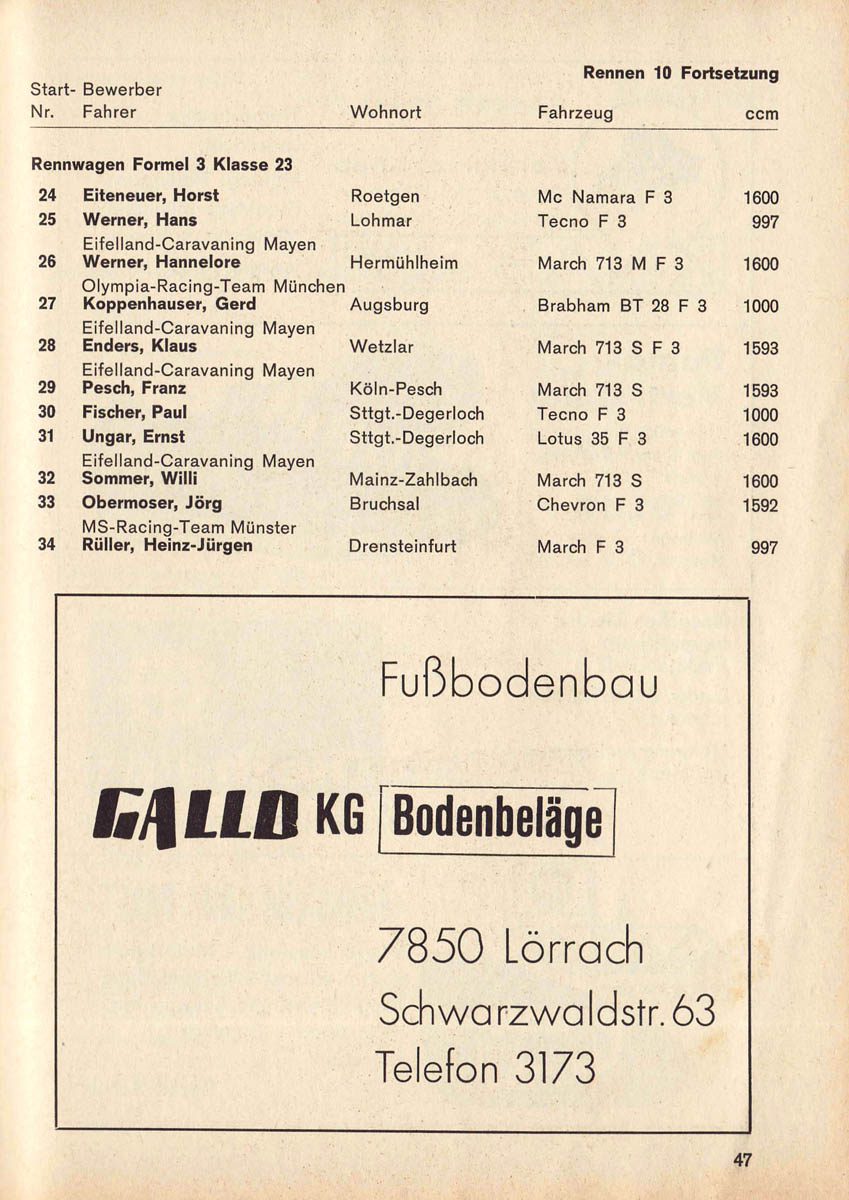 Rennen 10 Fortsetzung
Start- Bewerber
Nr. Fahrer Wohnort Fahrzeug ccm
Rennwagen Formel 3 Klasse 23
24 Eiteneuer, Horst Roetgen Mc Namara F 3 1600
25 Werner, Hans Lohmar Tecno F 3 997
Eifelland-Caravaning Mayen
26 Werner, Hannelore Hermühlheim March 713 M F 3 1600
Olympia-Racing-Team München
27 Koppenhauser, Gerd Augsburg Brabham BT 28 F 3 1000
Eifelland-Caravaning Mayen
28 Enders, Klaus Wetzlar March 713 S F 3 1593
Eifelland-Caravaning Mayen
29 Pesch, Franz Köln-Pesch March 713 S 1593
30 Fischer, Paul Sttgt.-Degerloch Tecno F 3 1000
31 Ungar, Ernst Sttgt.-Degerloch Lotus 35 F 3 1600
Eifelland-Caravaning Mayen
32 Sommer, Willi Mainz-Zahlbach March 713 S 1600
33 Obermoser, Jörg Bruchsal Chevron F 3 1592
MS-Racing-Team Münster
34 Rüller, Heinz-Jürgen Drensteinfurt March F 3 997
Fußbodenbau
GALLO KG Bodenbeläge
7850 Lörrach
Schwarzwaldstr. 63
Telefon 3173
47